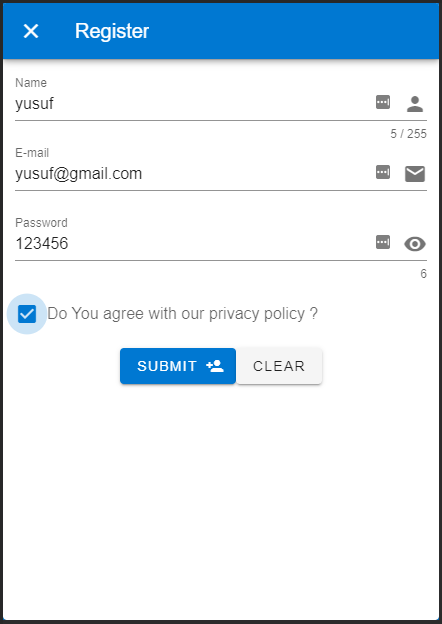 Register
Name
yusuf
5 / 255
E-mail
yusuf@gmail.com
Password
123456
6
Do You agree with our privacy policy ?
SUBMIT CLEAR